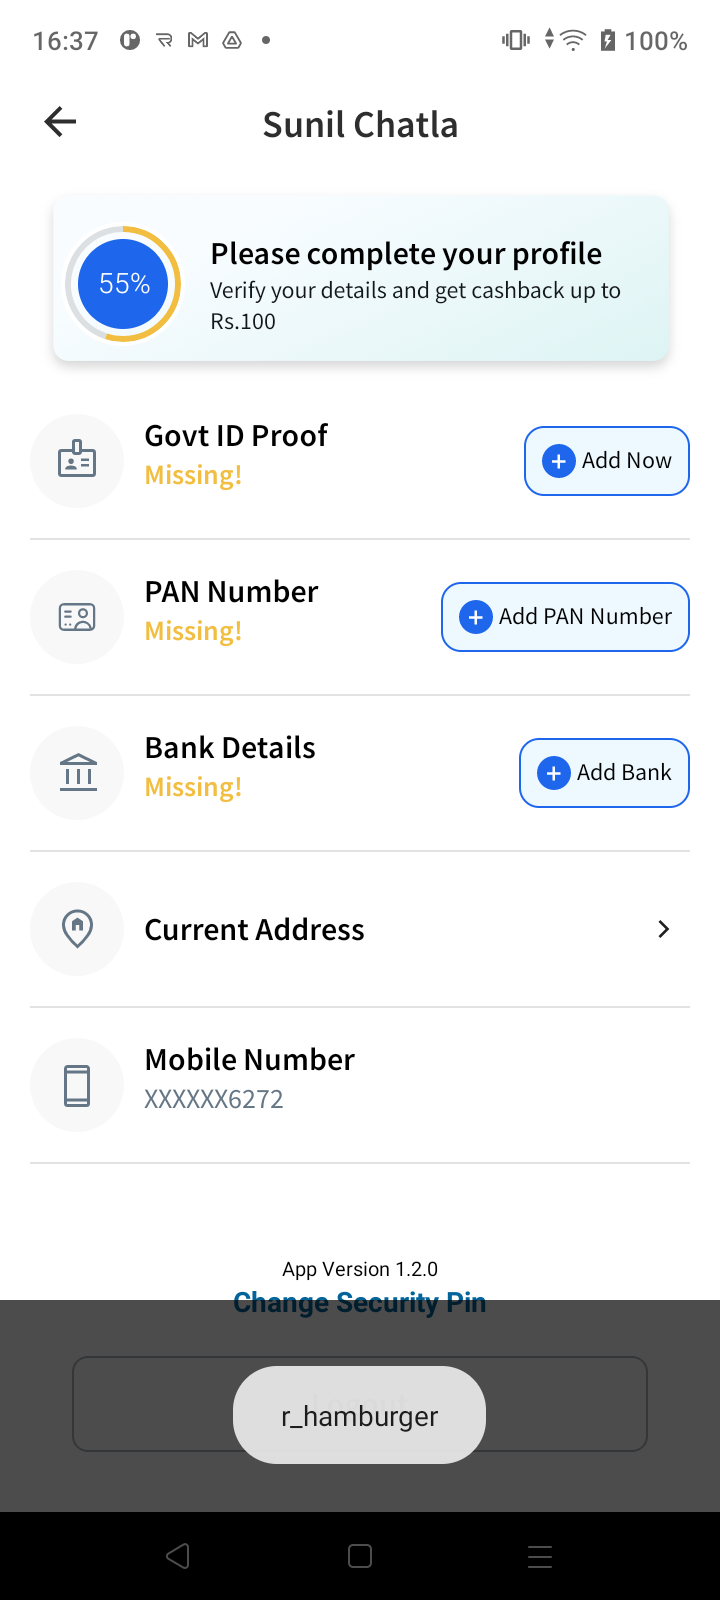 16:37
100%
Sunil Chatla
55%
Please complete your profile
Verify your details and get cashback up to
Rs.100
Govt ID Proof
Missing!
Add Now
PAN Number
Missing!
Add PAN Number
Bank Details
Missing!
Add Bank
Current Address
Mobile Number
XXXXXX6272
App Version 1.2.0
Change Security Pin
r_hamburger